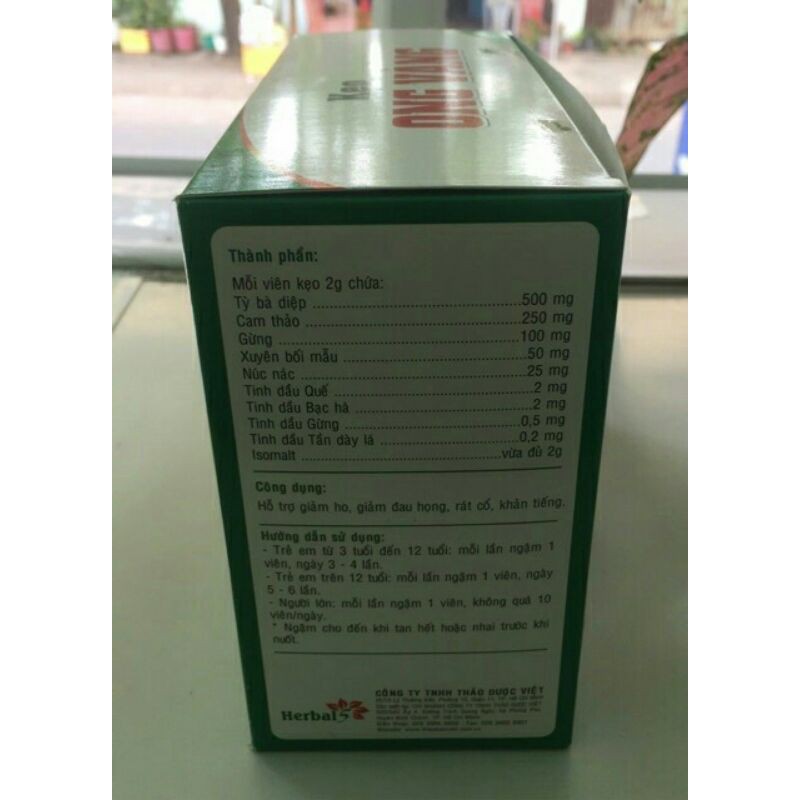 Kẹo
ONG VÀNG
Thành phần:
Mỗi viên kẹo 2g chứa:
Tỳ bà diệp ........................................500 mg
Cam thảo ..........................................250 mg
Gừng ................................................100 mg
Xuyên bối mẫu ...................................50 mg
Núc nác .............................................25 mg
Tinh dầu Quế .......................................2 mg
Tinh dầu Bạc hà ...................................2 mg
Tinh dầu Gừng ..................................0,5 mg
Tinh dầu Tần dày lá ...........................0,2 mg
Isomalt ........................................vừa đủ 2g
Công dụng:
Hỗ trợ giảm ho, giảm đau họng, rát cổ, khản tiếng.
Hướng dẫn sử dụng:
- Trẻ em từ 3 tuổi đến 12 tuổi: mỗi lần ngậm 1
viên, ngày 3 - 4 lần.
- Trẻ em trên 12 tuổi: mỗi lần ngậm 1 viên, ngày
5 - 6 lần.
- Người lớn: mỗi lần ngậm 1 viên, không quá 10
viên/ngày.
* Ngậm cho đến khi tan hết hoặc nhai trước khi
nuốt.
Herbal
CÔNG TY TNHH THẢO DƯỢC VIỆT